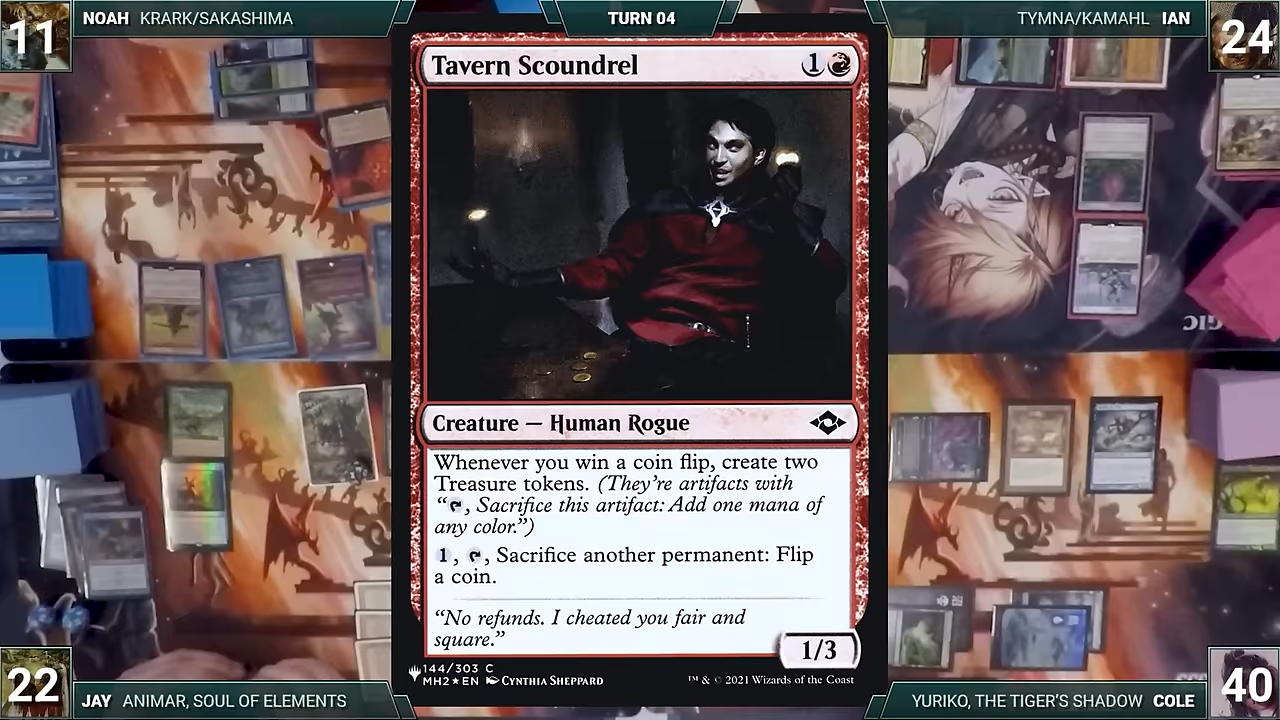 11
NOAH KRARK/SAKASHIMA
TURN 04
TYMNA/KAMAHL IAN
24
Tavern Scoundrel 1
Creature — Human Rogue
Whenever you win a coin flip, create two
Treasure tokens. (They're artifacts with
“, Sacrifice this artifact: Add one mana of
any color.”)
1, , Sacrifice another permanent: Flip
a coin.
“No refunds. I cheated you fair and
square.”
1/3
144/303 C
MH2 ★ EN CYNTHIA SHEPPARD
™ & © 2021 Wizards of the Coast
22
JAY ANIMAR, SOUL OF ELEMENTS
YURIKO, THE TIGER'S SHADOW COLE
40